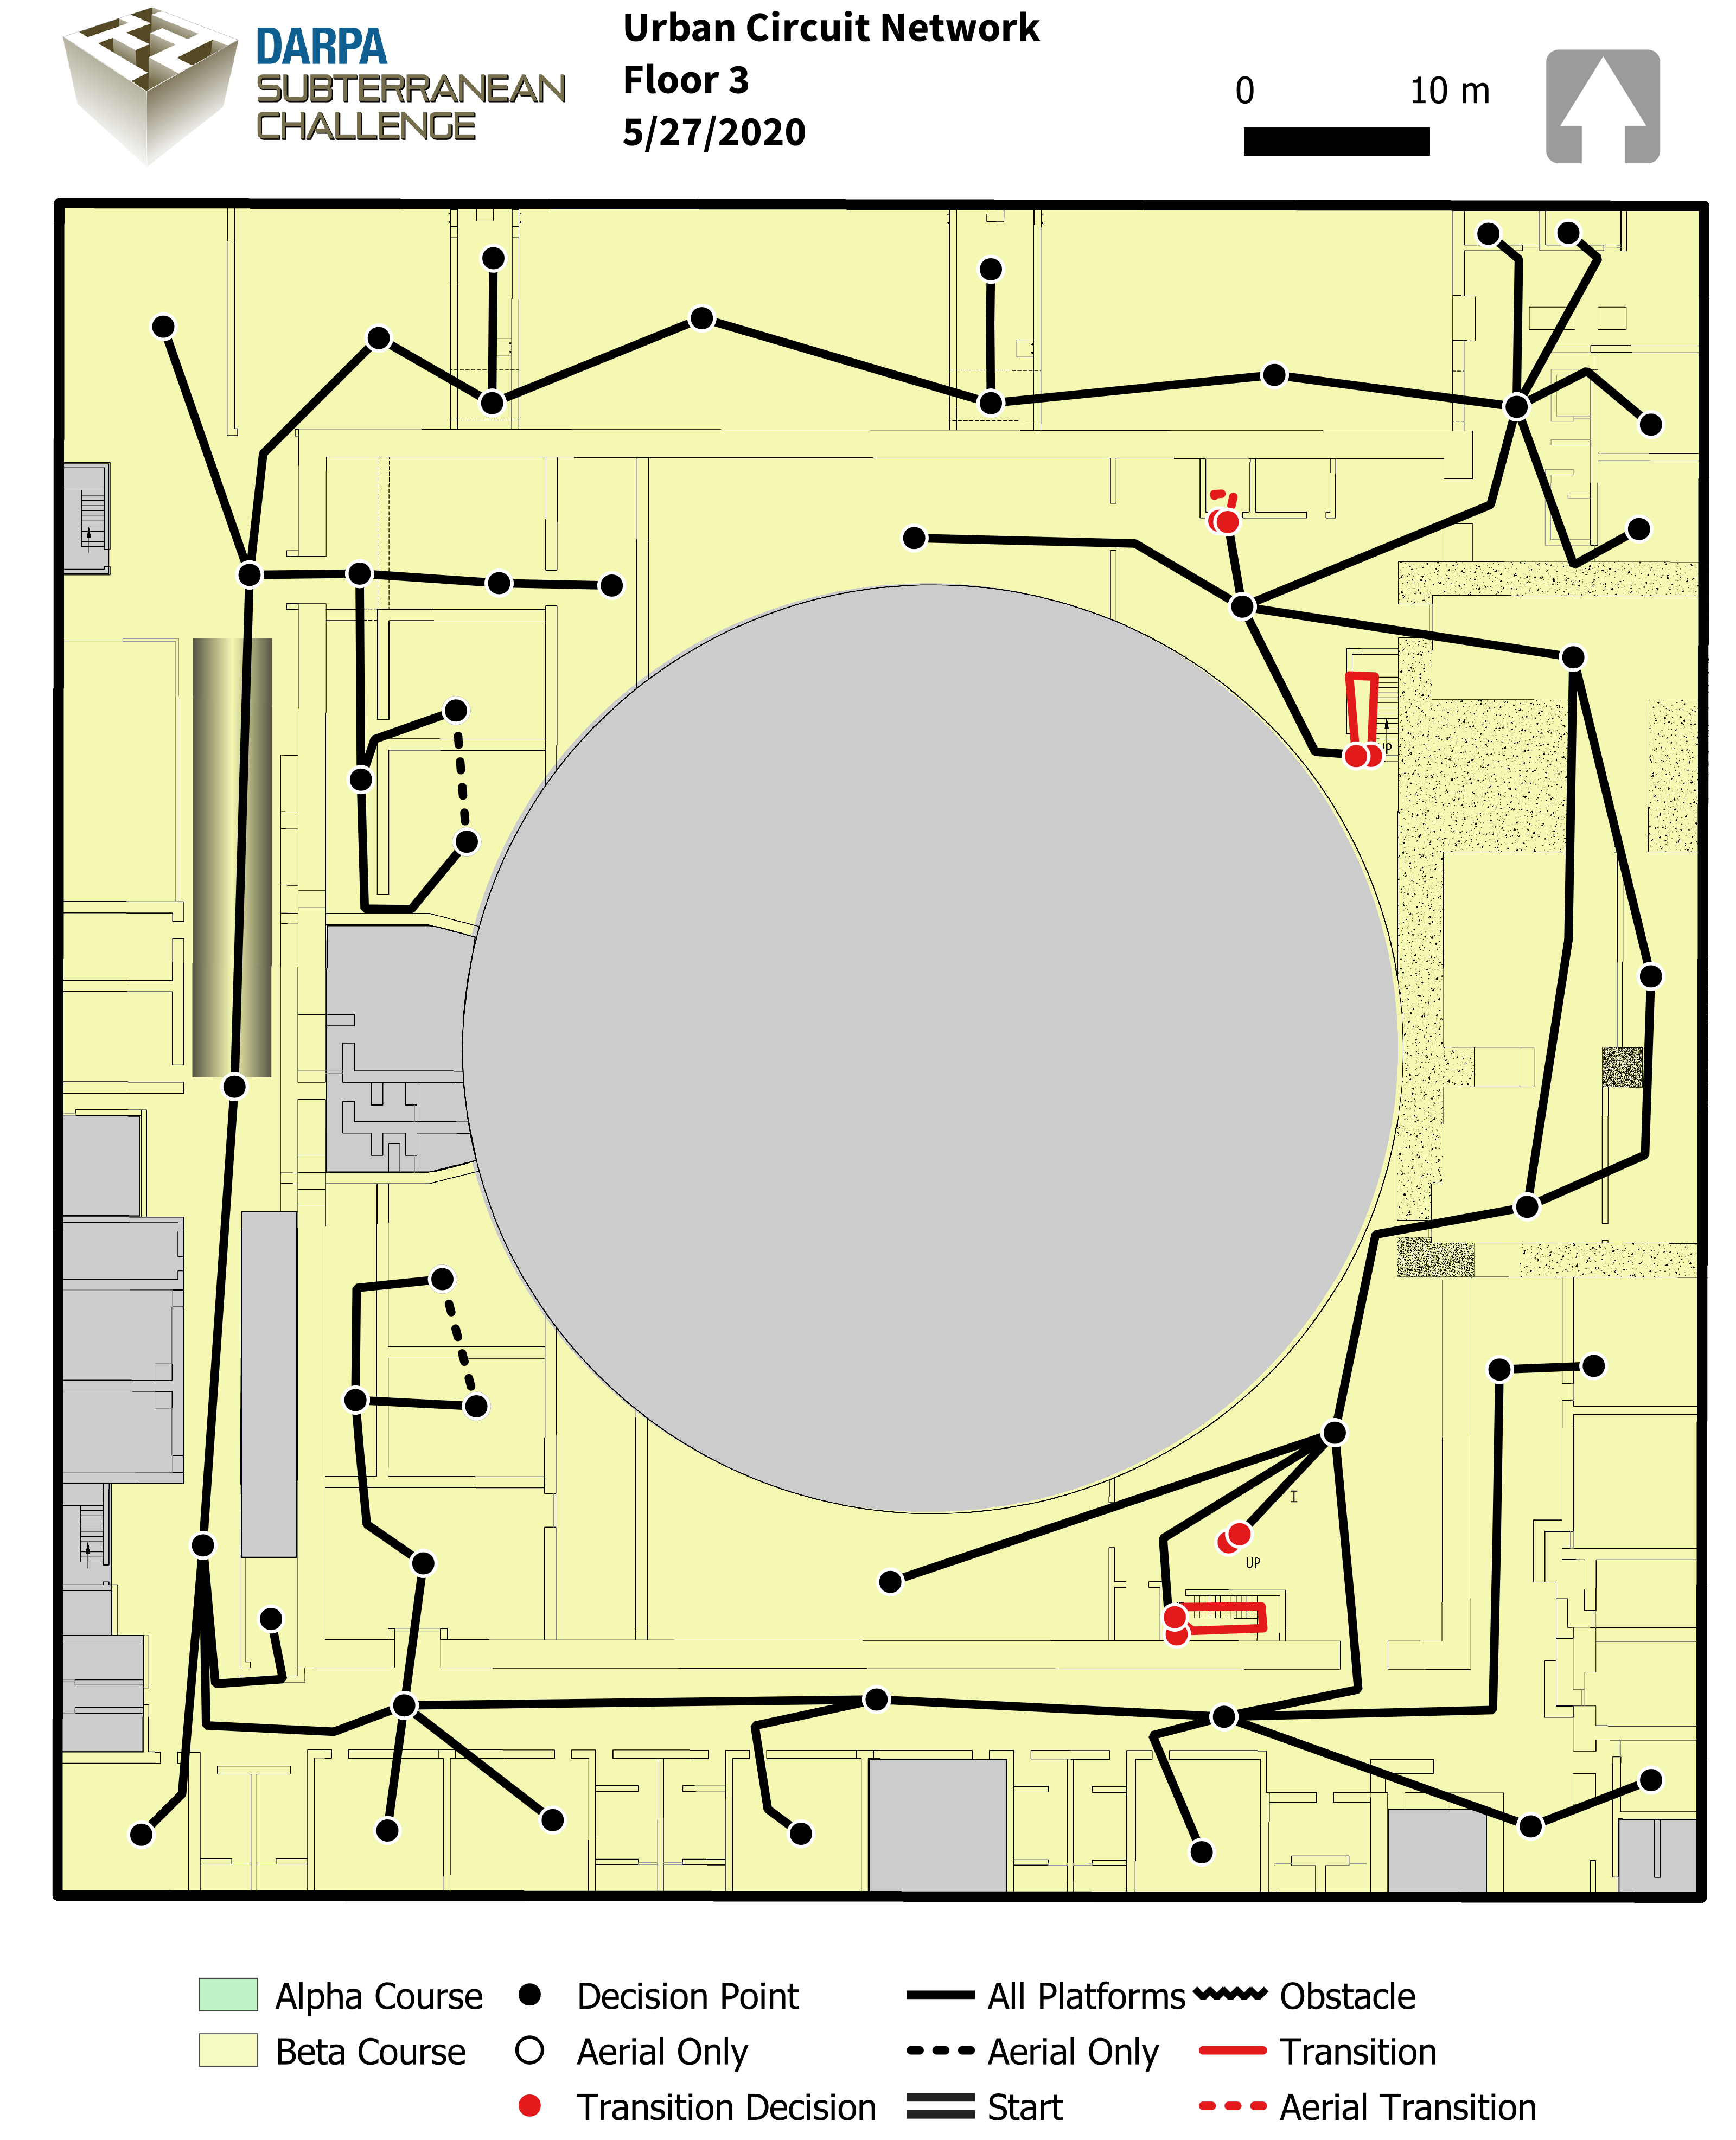 DARPA
SUBTERRANEAN
CHALLENGE
Urban Circuit Network
Floor 3
5/27/2020
0 10 m
UP
I
UP
Alpha Course Decision Point All Platforms Obstacle
Beta Course Aerial Only Aerial Only Transition
Transition Decision Start Aerial Transition